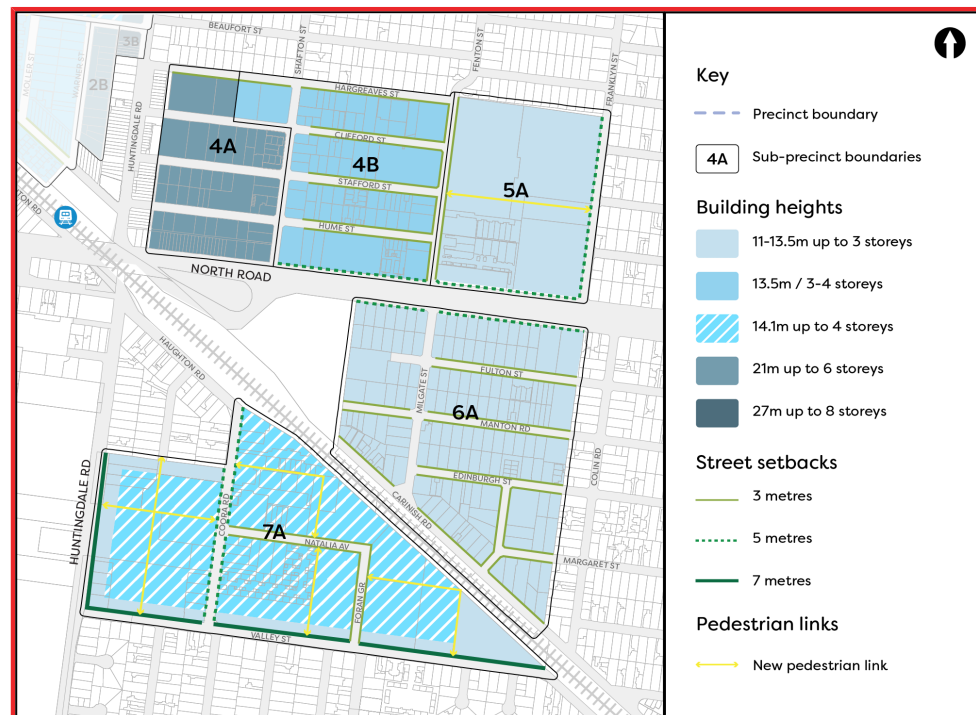 BEAUFORT ST
SHAFTON ST
FENTON ST
FRANKLYN ST
3B
2B
MOLLER ST
WARNER ST
HUNTINGDALE RD
HARGREAVES ST
CLIFFORD ST
4A
4B
STAFFORD ST
5A
HUME ST
NORTH ROAD
HAUGHTON RD
FULTON ST
MILGATE ST
6A
MANTON RD
EDINBURGH ST
COLIN RD
CARINISH RD
MARGARET ST
HUNTINGDALE RD
COORA RD
7A
NATALIA AV
FORAN GR
VALLEY ST
Key
Precinct boundary
4A
Sub-precinct boundaries
Building heights
11-13.5m up to 3 storeys
13.5m / 3-4 storeys
14.1m up to 4 storeys
21m up to 6 storeys
27m up to 8 storeys
Street setbacks
3 metres
5 metres
7 metres
Pedestrian links
New pedestrian link